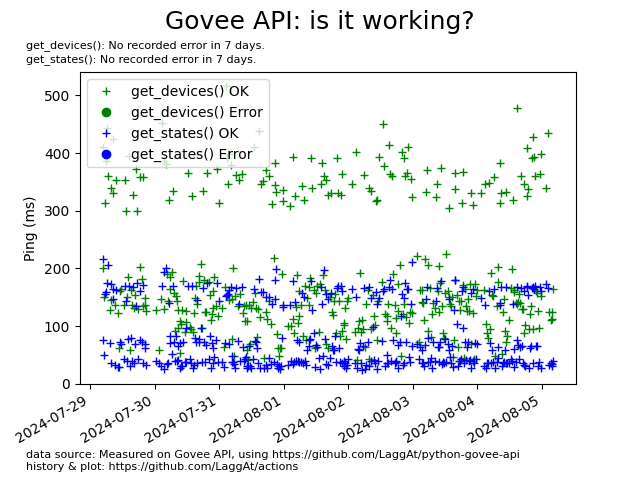 Govee API: is it working?
get_devices(): No recorded error in 7 days.
get_states(): No recorded error in 7 days.
get_devices() OK
get_devices() Error
get_states() OK
get_states() Error
Ping (ms)
500
400
300
200
100
0
2024-07-29
2024-07-30
2024-07-31
2024-08-01
2024-08-02
2024-08-03
2024-08-04
2024-08-05
data source: Measured on Govee API, using https://github.com/LaggAt/python-govee-api
history & plot: https://github.com/LaggAt/actions